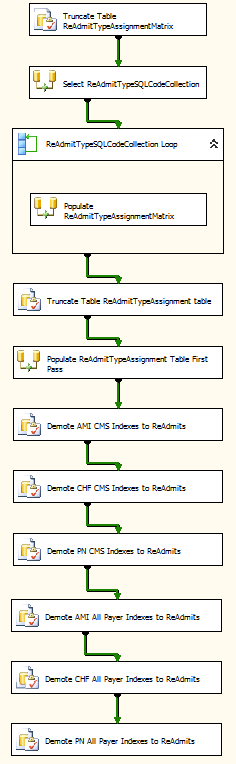 Truncate Table
ReAdmitTypeAssignmentMatrix
Select ReAdmitTypeSQLCodeCollection
ReAdmitTypeSQLCodeCollection Loop
Populate
ReAdmitTypeAssignmentMatrix
Truncate Table ReAdmitTypeAssignment table
Populate ReAdmitTypeAssignment Table First
Pass
Demote AMI CMS Indexes to ReAdmits
Demote CHF CMS Indexes to ReAdmits
Demote PN CMS Indexes to ReAdmits
Demote AMI All Payer Indexes to ReAdmits
Demote CHF All Payer Indexes to ReAdmits
Demote PN All Payer Indexes to ReAdmits